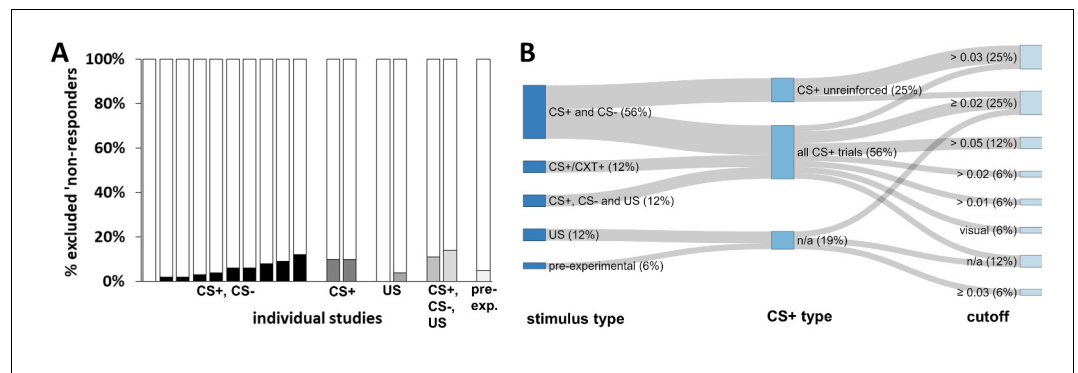 A
B
% excluded 'non-responders
100%
80%
60%
40%
20%
0%
CS+, CS-
CS+
US
CS+,
CS-,
US
pre-
exp.
individual studies
CS+ and CS- (56%)
CS+/CXT+ (12%)
CS+, CS- and US (12%)
US (12%)
pre-experimental (6%)
stimulus type
CS+ unreinforced (25%)
all CS+ trials (56%)
n/a (19%)
CS+ type
> 0.03 (25%)
≥ 0.02 (25%)
> 0.05 (12%)
> 0.02 (6%)
> 0.01 (6%)
visual (6%)
n/a (12%)
≥ 0.03 (6%)
cutoff